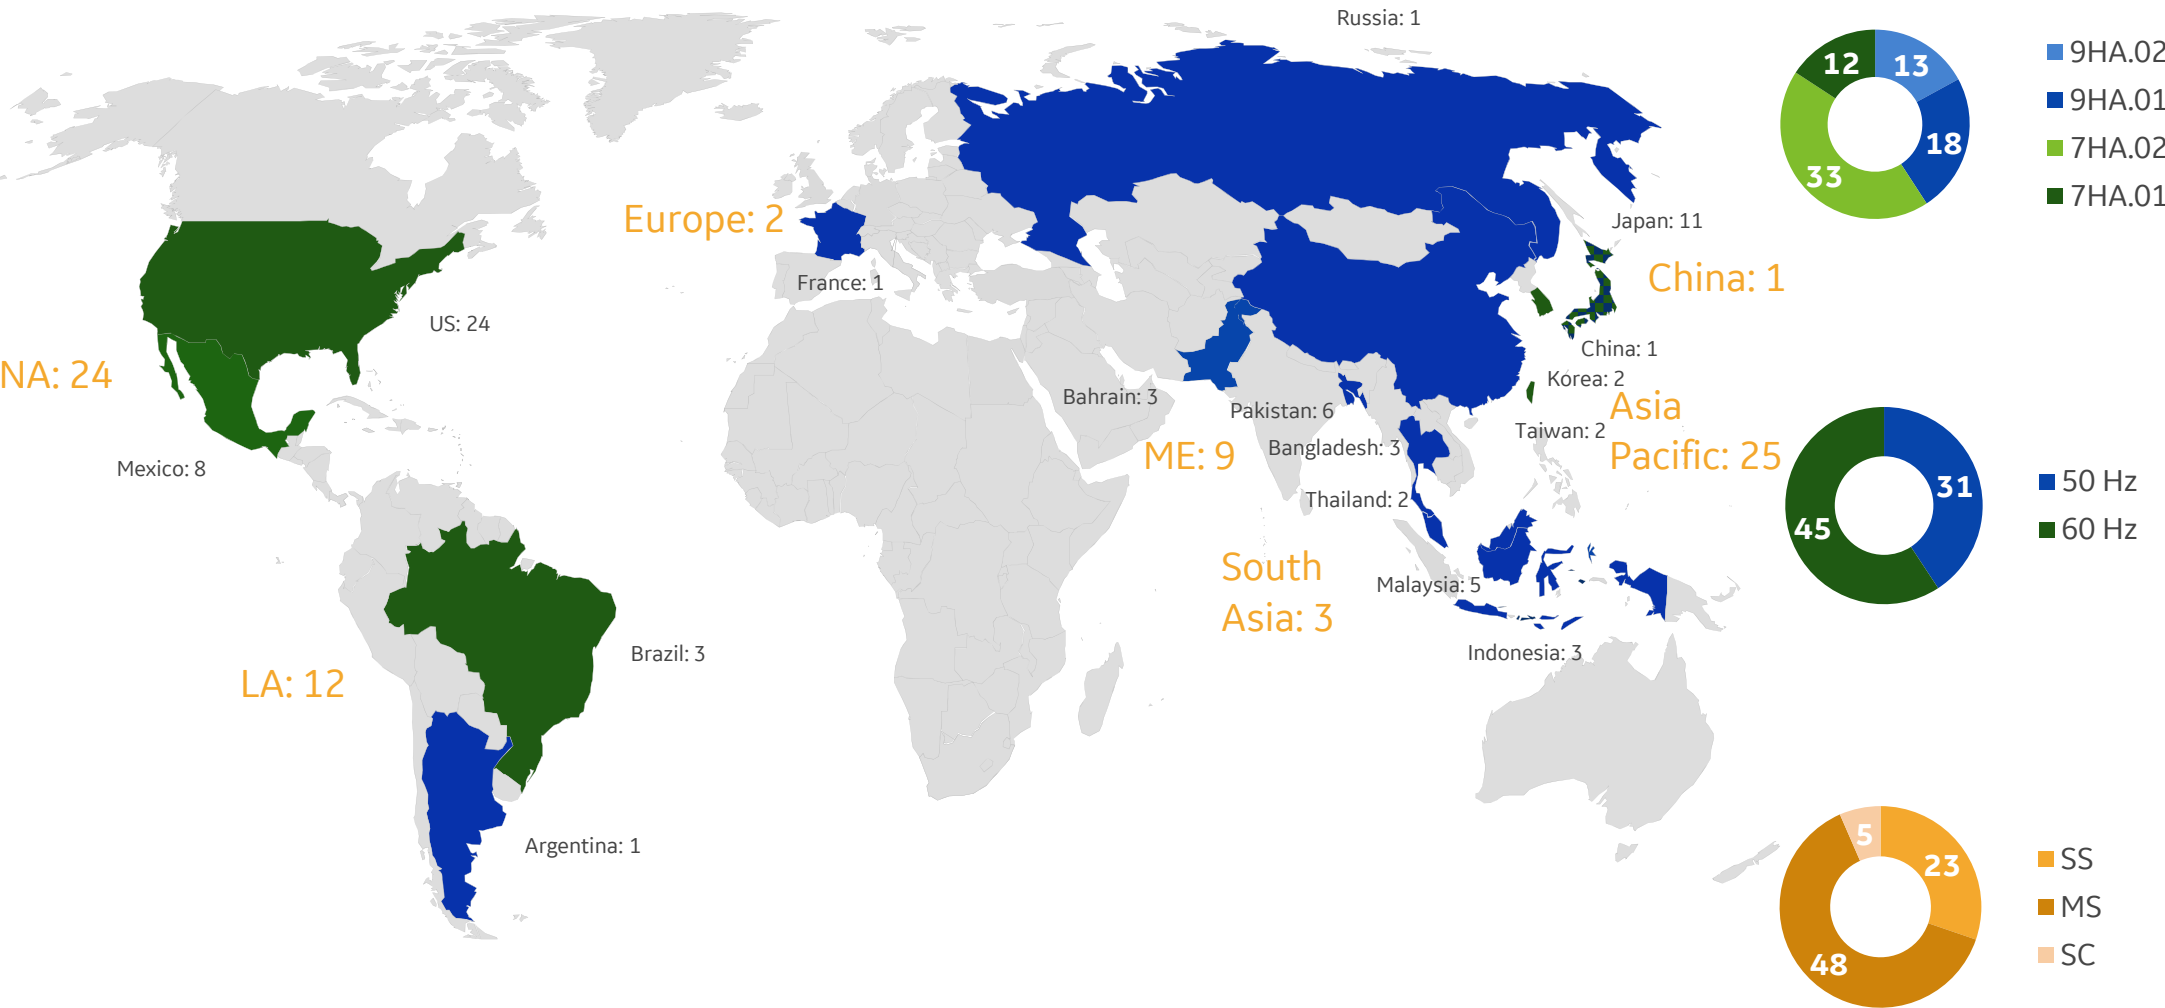 Russia: 1
12
13
33
18
9HA.02
9HA.01
7HA.02
7HA.01
Europe: 2
France: 1
Japan: 11
China: 1
US: 24
NA: 24
China: 1
Korea: 2
Bahrain: 3
Pakistan: 6
Asia
Pacific: 25
Taiwan: 2
ME: 9
Bangladesh: 3
Mexico: 8
Thailand: 2
31
45
50 Hz
60 Hz
South
Asia: 3
Malaysia: 5
Indonesia: 3
Brazil: 3
LA: 12
Argentina: 1
5
23
48
SS
MS
SC